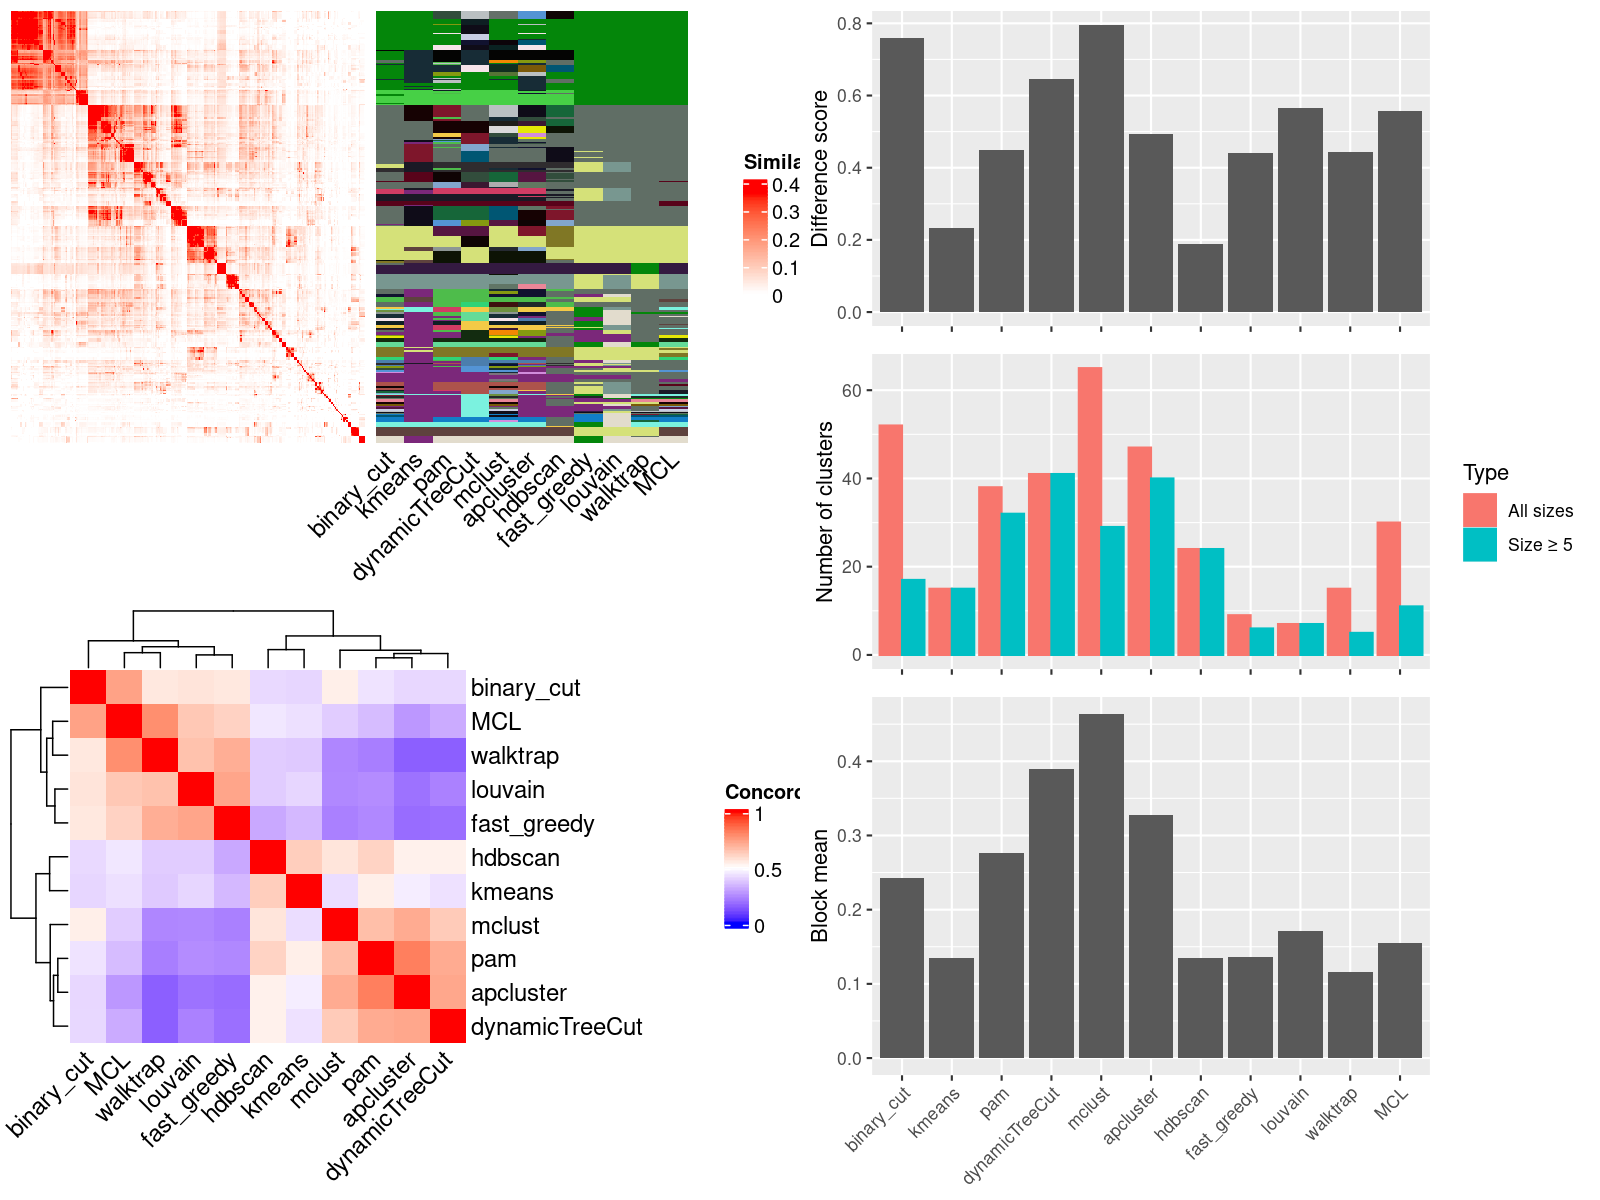 Simila
0.4
0.3
0.2
0.1
0
binary_cut
kmeans
pam
dynamicTreeCut
mclust
apcluster
hdbscan
fast_greedy
louvain
walktrap
MCL
binary_cut
MCL
walktrap
louvain
fast_greedy
hdbscan
kmeans
mclust
pam
apcluster
dynamicTreeCut
binary_cut
MCL
walktrap
louvain
fast_greedy
hdbscan
kmeans
mclust
pam
apcluster
dynamicTreeCut
Concord
1
0.5
0
Difference score
0.8
0.6
0.4
0.2
0.0
Number of clusters
60
40
20
0
Type
All sizes
Size ≥ 5
Block mean
0.4
0.3
0.2
0.1
0.0
binary_cut
kmeans
pam
dynamicTreeCut
mclust
apcluster
hdbscan
fast_greedy
louvain
walktrap
MCL